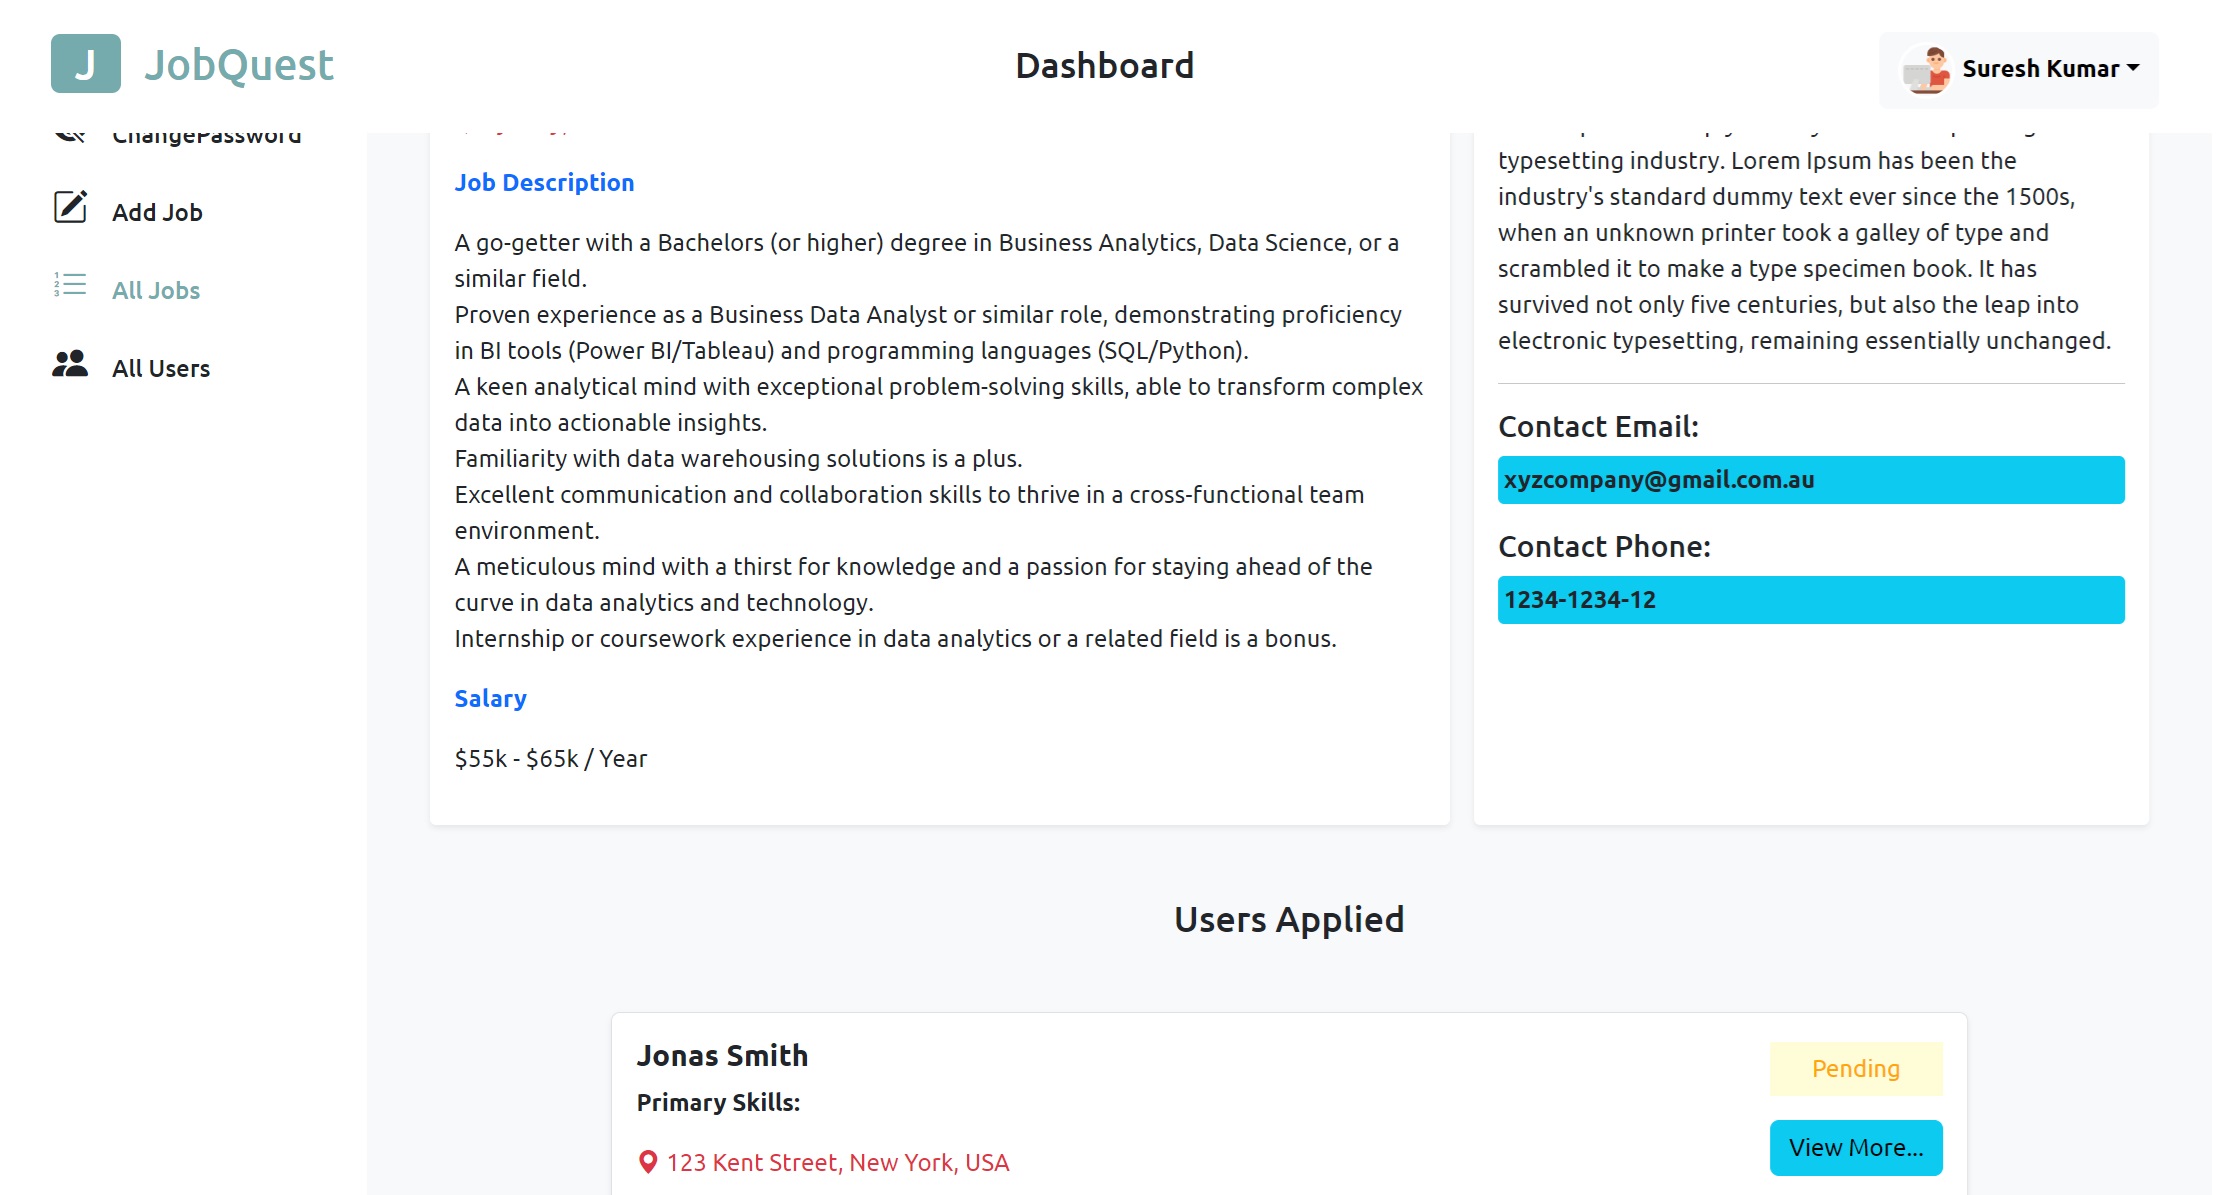 J JobQuest
Dashboard
Suresh Kumar
ChangePassword
Add Job
All Jobs
All Users
Job Description
A go-getter with a Bachelors (or higher) degree in Business Analytics, Data Science, or a
similar field.
Proven experience as a Business Data Analyst or similar role, demonstrating proficiency
in BI tools (Power BI/Tableau) and programming languages (SQL/Python).
A keen analytical mind with exceptional problem-solving skills, able to transform complex
data into actionable insights.
Familiarity with data warehousing solutions is a plus.
Excellent communication and collaboration skills to thrive in a cross-functional team
environment.
A meticulous mind with a thirst for knowledge and a passion for staying ahead of the
curve in data analytics and technology.
Internship or coursework experience in data analytics or a related field is a bonus.
Salary
$55k - $65k / Year
typesetting industry. Lorem Ipsum has been the
industry's standard dummy text ever since the 1500s,
when an unknown printer took a galley of type and
scrambled it to make a type specimen book. It has
survived not only five centuries, but also the leap into
electronic typesetting, remaining essentially unchanged.
Contact Email:
xyzcompany@gmail.com.au
Contact Phone:
1234-1234-12
Users Applied
Jonas Smith
Primary Skills:
123 Kent Street, New York, USA
Pending
View More...